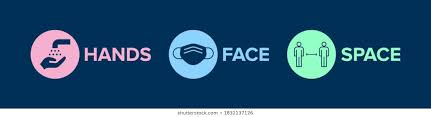 HANDS FACE SPACE
shutterstock.com · 1832137126